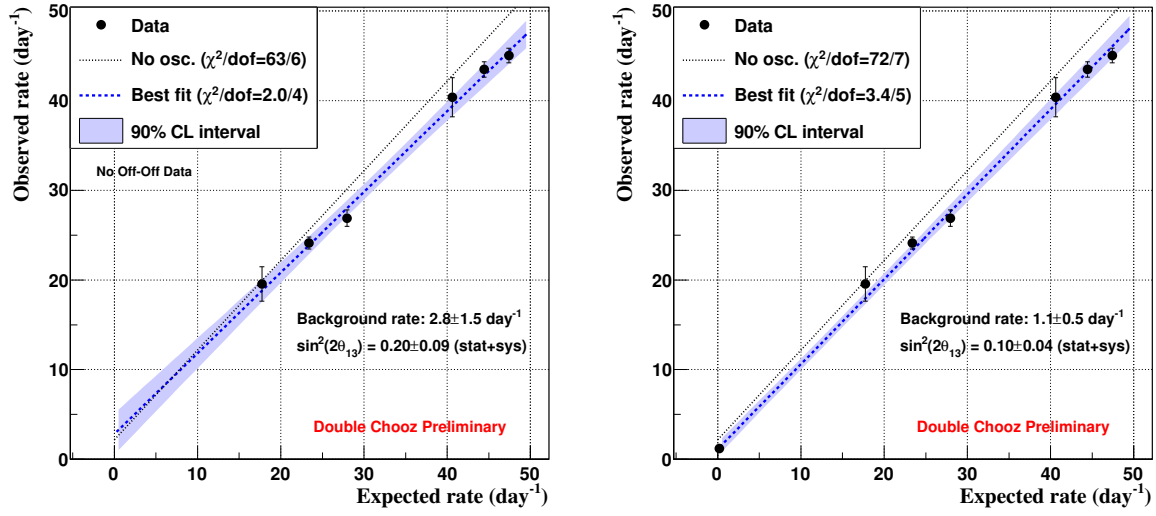 Observed rate (day⁻¹)
Data
No osc. (χ²/dof=63/6)
Best fit (χ²/dof=2.0/4)
90% CL interval
No Off-Off Data
50
40
30
20
10
0
Background rate: 2.8±1.5 day⁻¹
sin²(2θ₁₃) = 0.20±0.09 (stat+sys)
Double Chooz Preliminary
0 10 20 30 40 50
Expected rate (day⁻¹)
Observed rate (day⁻¹)
Data
No osc. (χ²/dof=72/7)
Best fit (χ²/dof=3.4/5)
90% CL interval
50
40
30
20
10
0
Background rate: 1.1±0.5 day⁻¹
sin²(2θ₁₃) = 0.10±0.04 (stat+sys)
Double Chooz Preliminary
0 10 20 30 40 50
Expected rate (day⁻¹)